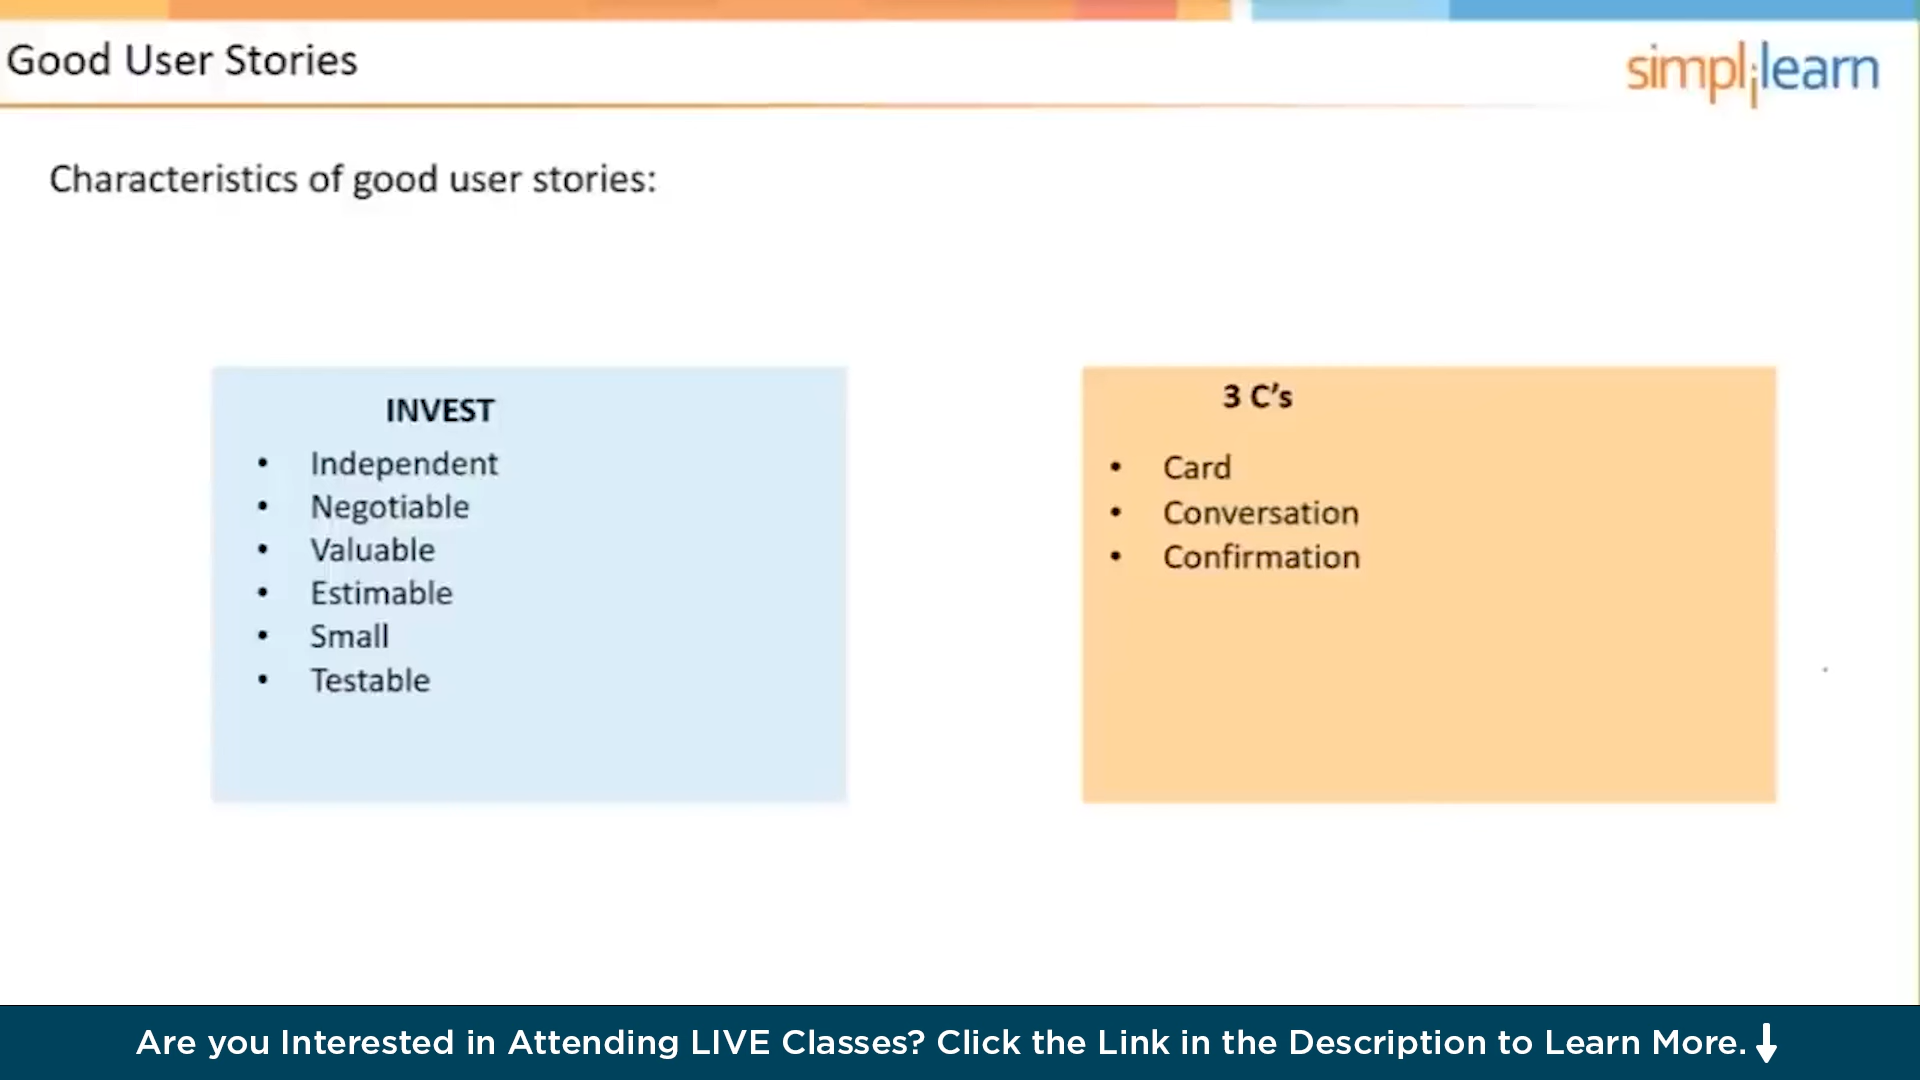 Good User Stories
simplilearn
Characteristics of good user stories:
INVEST
• Independent
• Negotiable
• Valuable
• Estimable
• Small
• Testable
3 C's
• Card
• Conversation
• Confirmation
Are you Interested in Attending LIVE Classes? Click the Link in the Description to Learn More.